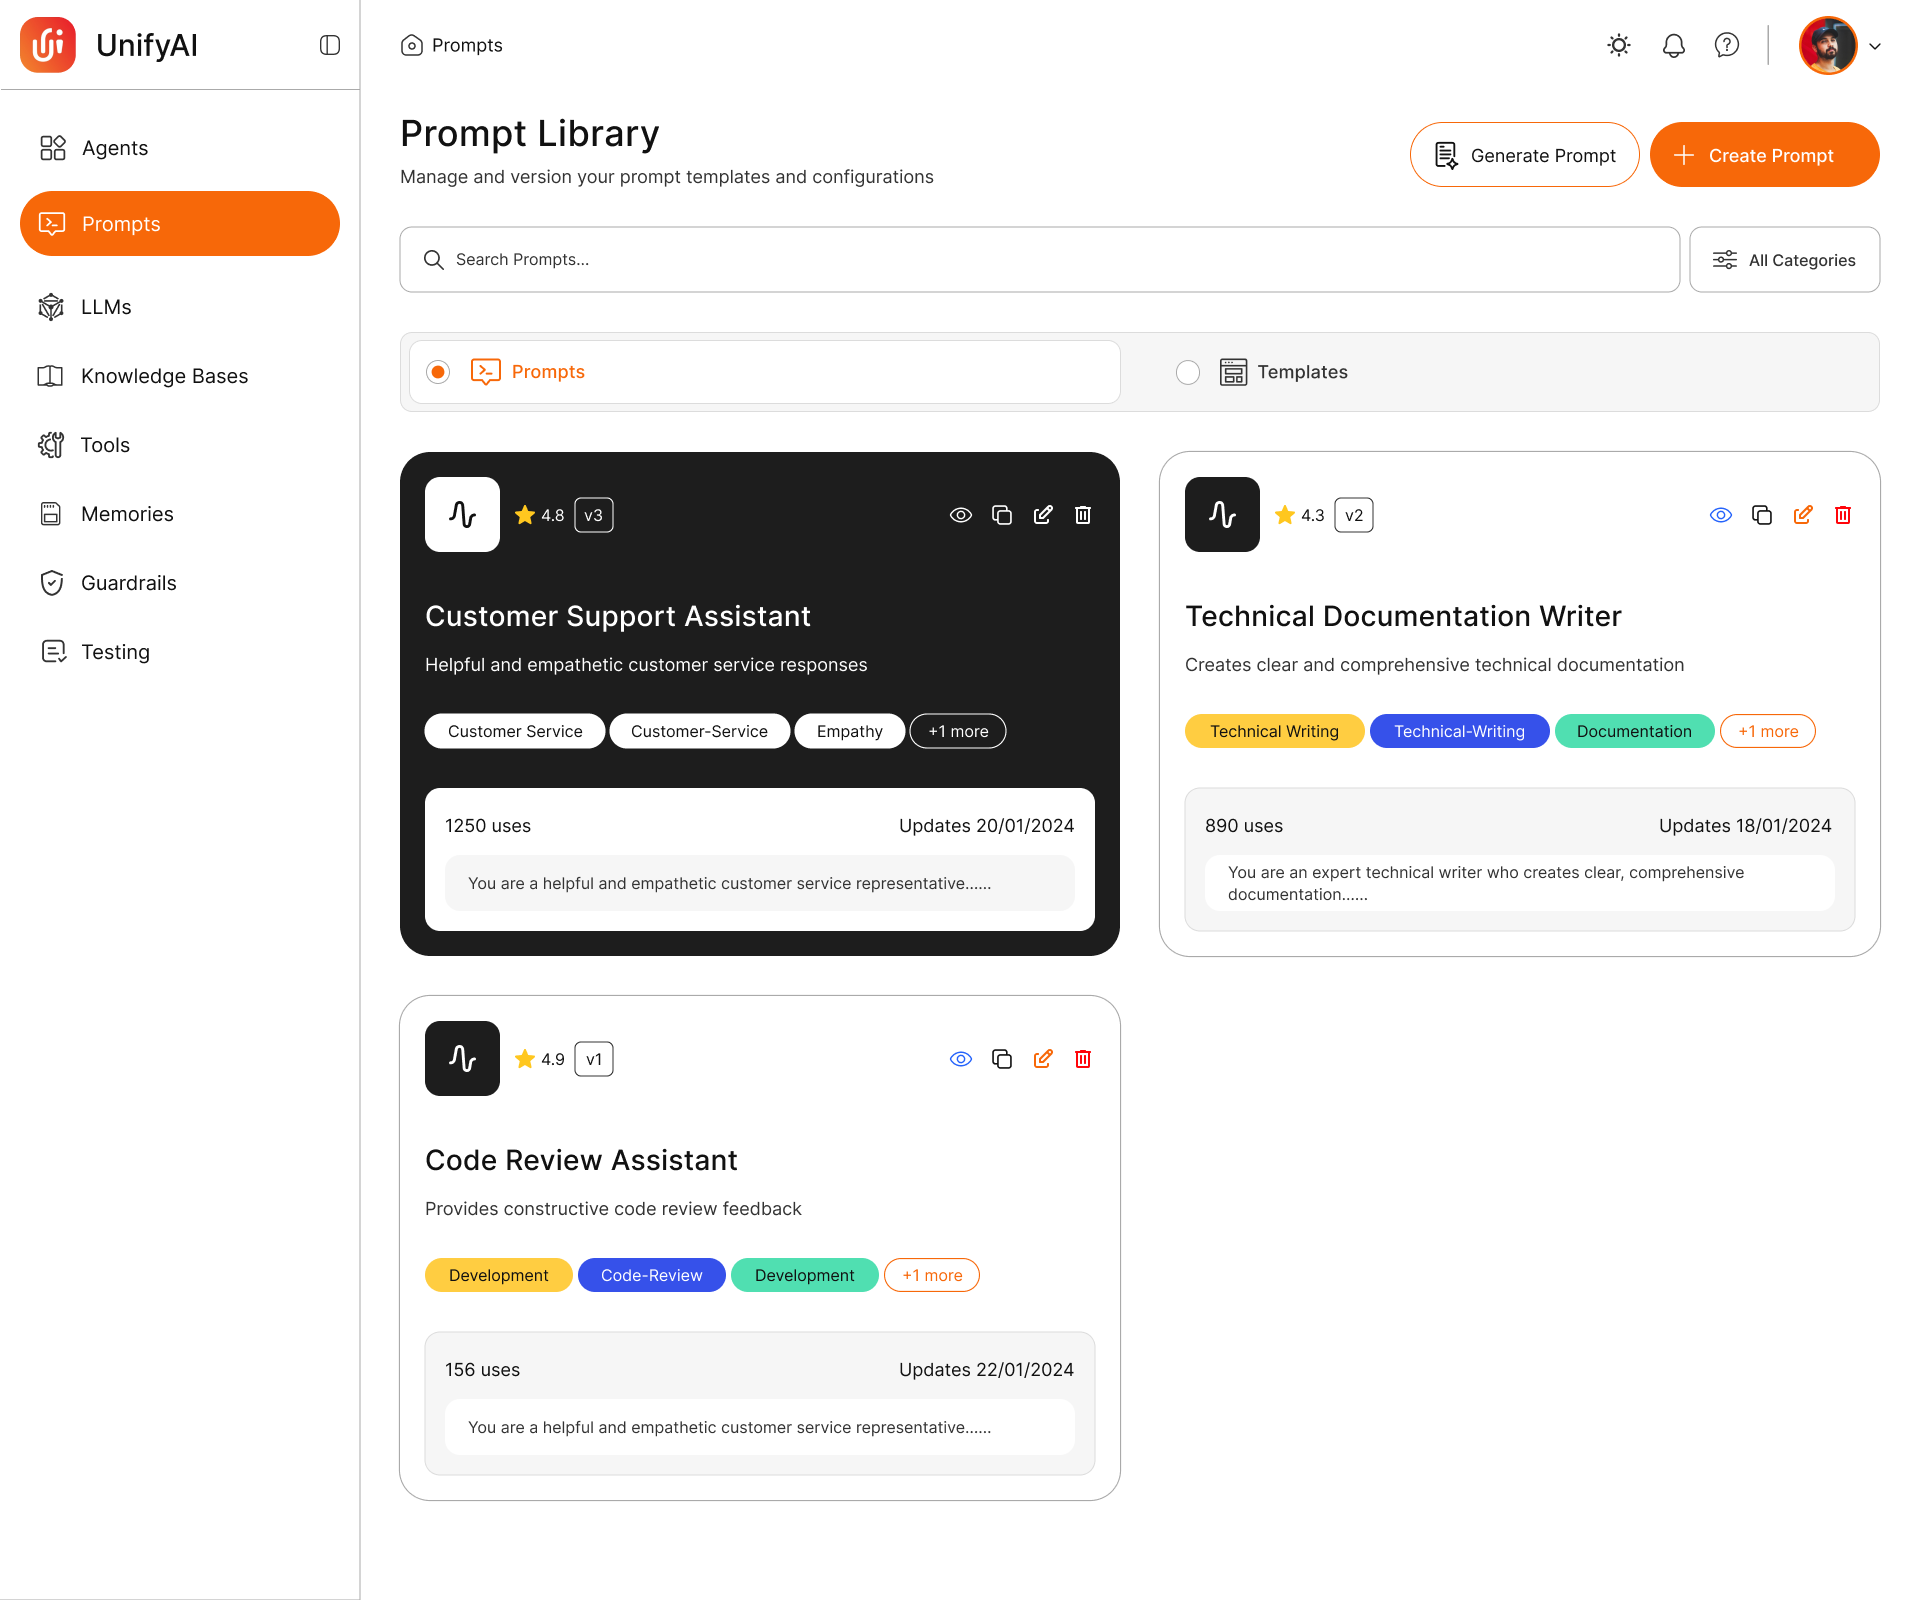 UnifyAI
Prompts
Agents
Prompts
LLMs
Knowledge Bases
Tools
Memories
Guardrails
Testing
Prompt Library
Manage and version your prompt templates and configurations
Generate Prompt
Create Prompt
Search Prompts...
All Categories
Prompts
Templates
4.8
v3
Customer Support Assistant
Helpful and empathetic customer service responses
Customer Service
Customer-Service
Empathy
+1 more
1250 uses
Updates 20/01/2024
You are a helpful and empathetic customer service representative......
4.3
v2
Technical Documentation Writer
Creates clear and comprehensive technical documentation
Technical Writing
Technical-Writing
Documentation
+1 more
890 uses
Updates 18/01/2024
You are an expert technical writer who creates clear, comprehensive
documentation......
4.9
v1
Code Review Assistant
Provides constructive code review feedback
Development
Code-Review
Development
+1 more
156 uses
Updates 22/01/2024
You are a helpful and empathetic customer service representative......